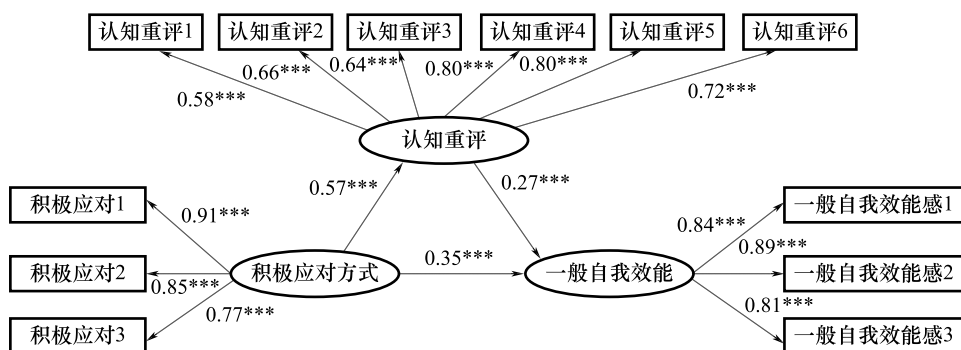 认知重评1
认知重评2
认知重评3
认知重评4
认知重评5
认知重评6
0.58***
0.66***
0.64***
0.80***
0.80***
0.72***
认知重评
0.57***
0.27***
积极应对1
0.91***
0.84***
一般自我效能感1
积极应对2
0.85***
积极应对方式
0.35***
一般自我效能
0.89***
一般自我效能感2
积极应对3
0.77***
0.81***
一般自我效能感3